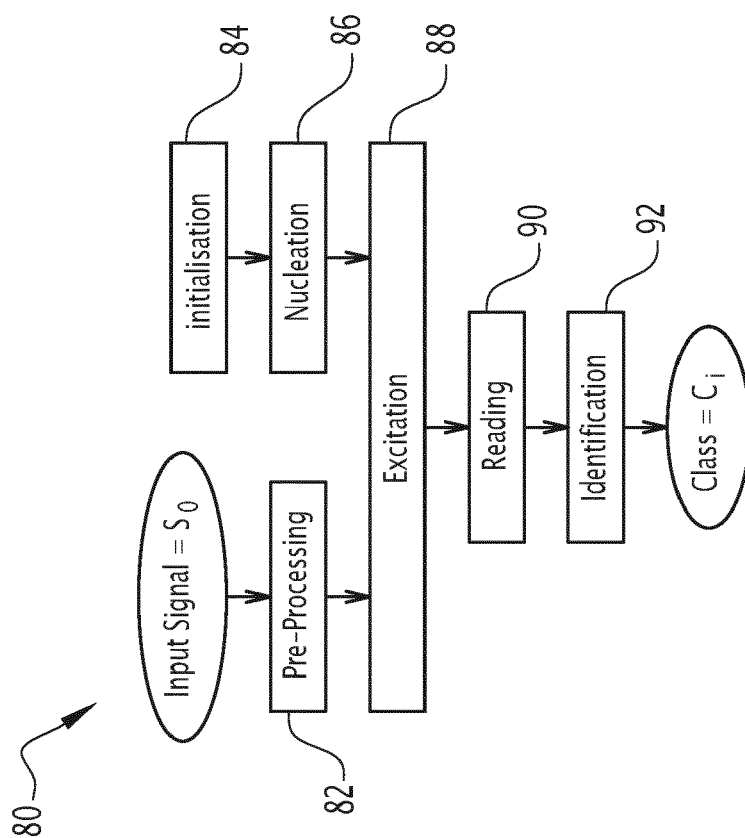 80
Input Signal = S0
82
Pre-Processing
initialisation
84
Nucleation
86
Excitation
88
Reading
90
Identification
92
Class = Ci